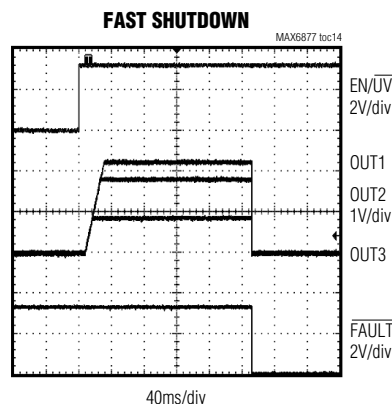 FAST SHUTDOWN
MAX6877 toc14
EN/UV
2V/div
OUT1
OUT2
1V/div
OUT3
FAULT
2V/div
40ms/div